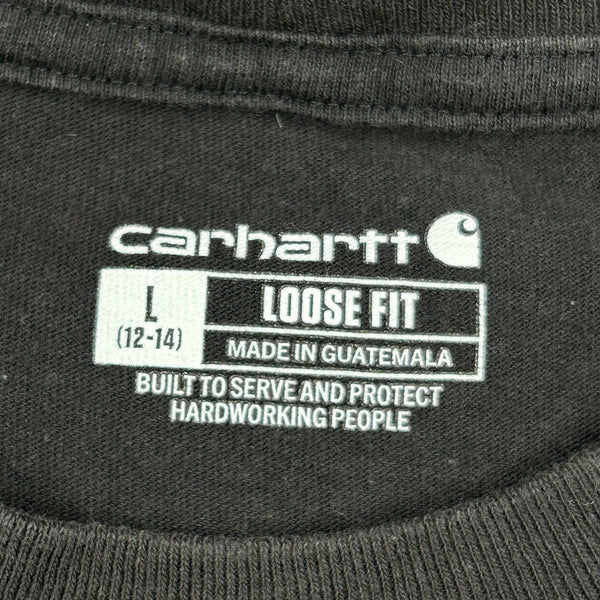 carhartt
L
(12-14)
LOOSE FIT
MADE IN GUATEMALA
BUILT TO SERVE AND PROTECT
HARDWORKING PEOPLE